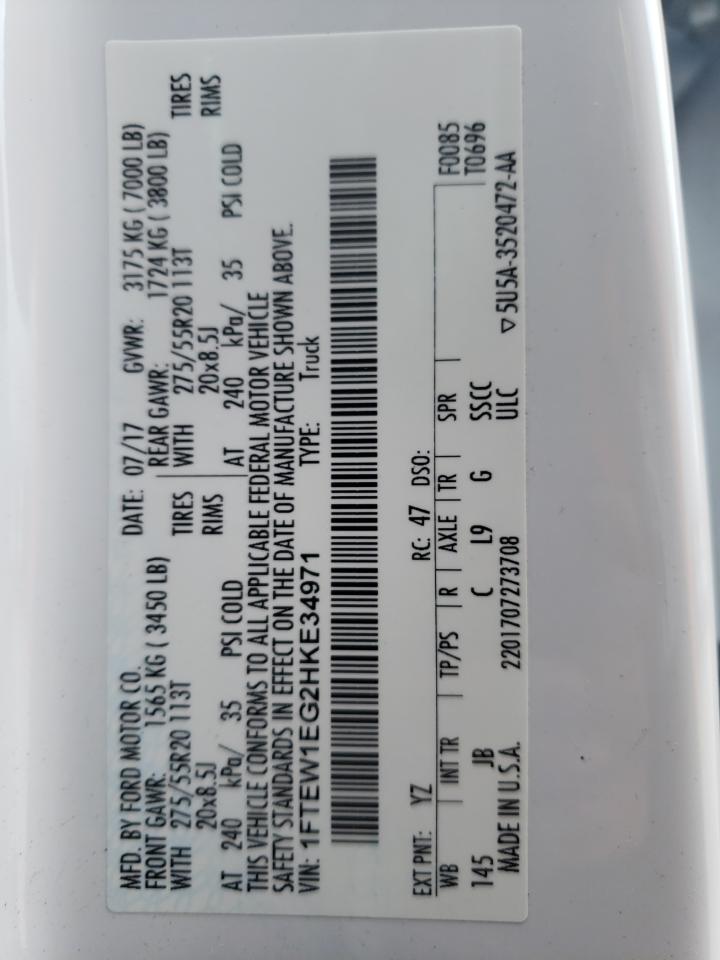 MFD. BY FORD MOTOR CO.
DATE: 07/17 GVWR: 3175 KG ( 7000 LB)
FRONT GAWR: 1565 KG ( 3450 LB) REAR GAWR: 1724 KG ( 3800 LB)
WITH 275/55R20 113T TIRES WITH 275/55R20 113T TIRES
20x8.5J RIMS 20x8.5J RIMS
AT 240 kPa/ 35 PSI COLD AT 240 kPa/ 35 PSI COLD
THIS VEHICLE CONFORMS TO ALL APPLICABLE FEDERAL MOTOR VEHICLE
SAFETY STANDARDS IN EFFECT ON THE DATE OF MANUFACTURE SHOWN ABOVE.
VIN: 1FTEW1EG2HKE34971 TYPE: Truck
EXT PNT: YZ RC: 47 DSO:
WB INT TR TP/PS R AXLE TR SPR F0085
T0696
145 JB C L9 G SSCC
MADE IN U.S.A. 2201707273708 ULC ▽5U5A-3520472-AA